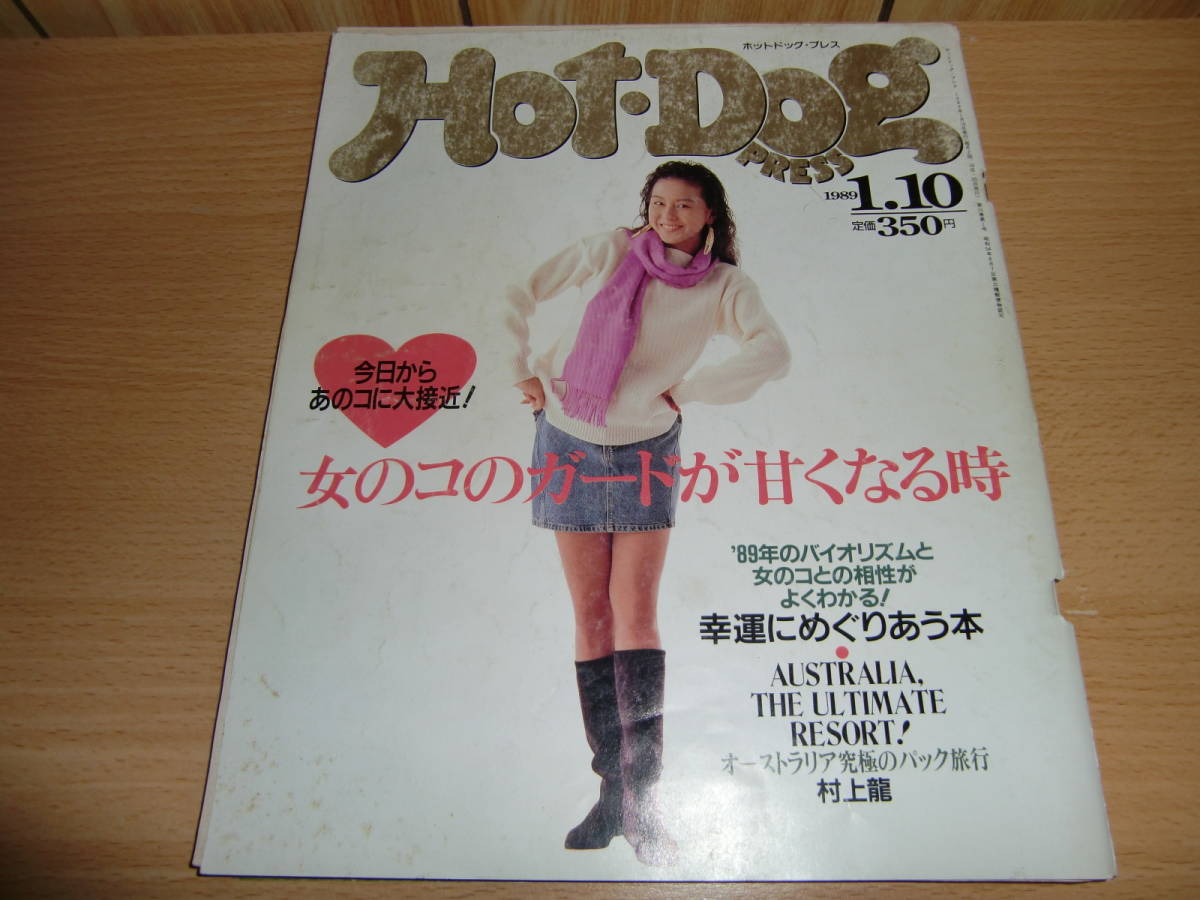 ホットドッグ・プレス
Hot・Dog
PRESS
1989 1.10
定価350円
今日から
あのコに大接近!
女のコのガードが甘くなる時
'89年のバイオリズムと
女のコとの相性が
よくわかる!
幸運にめぐりあう本
AUSTRALIA,
THE ULTIMATE
RESORT!
オーストラリア究極のパック旅行
村上龍